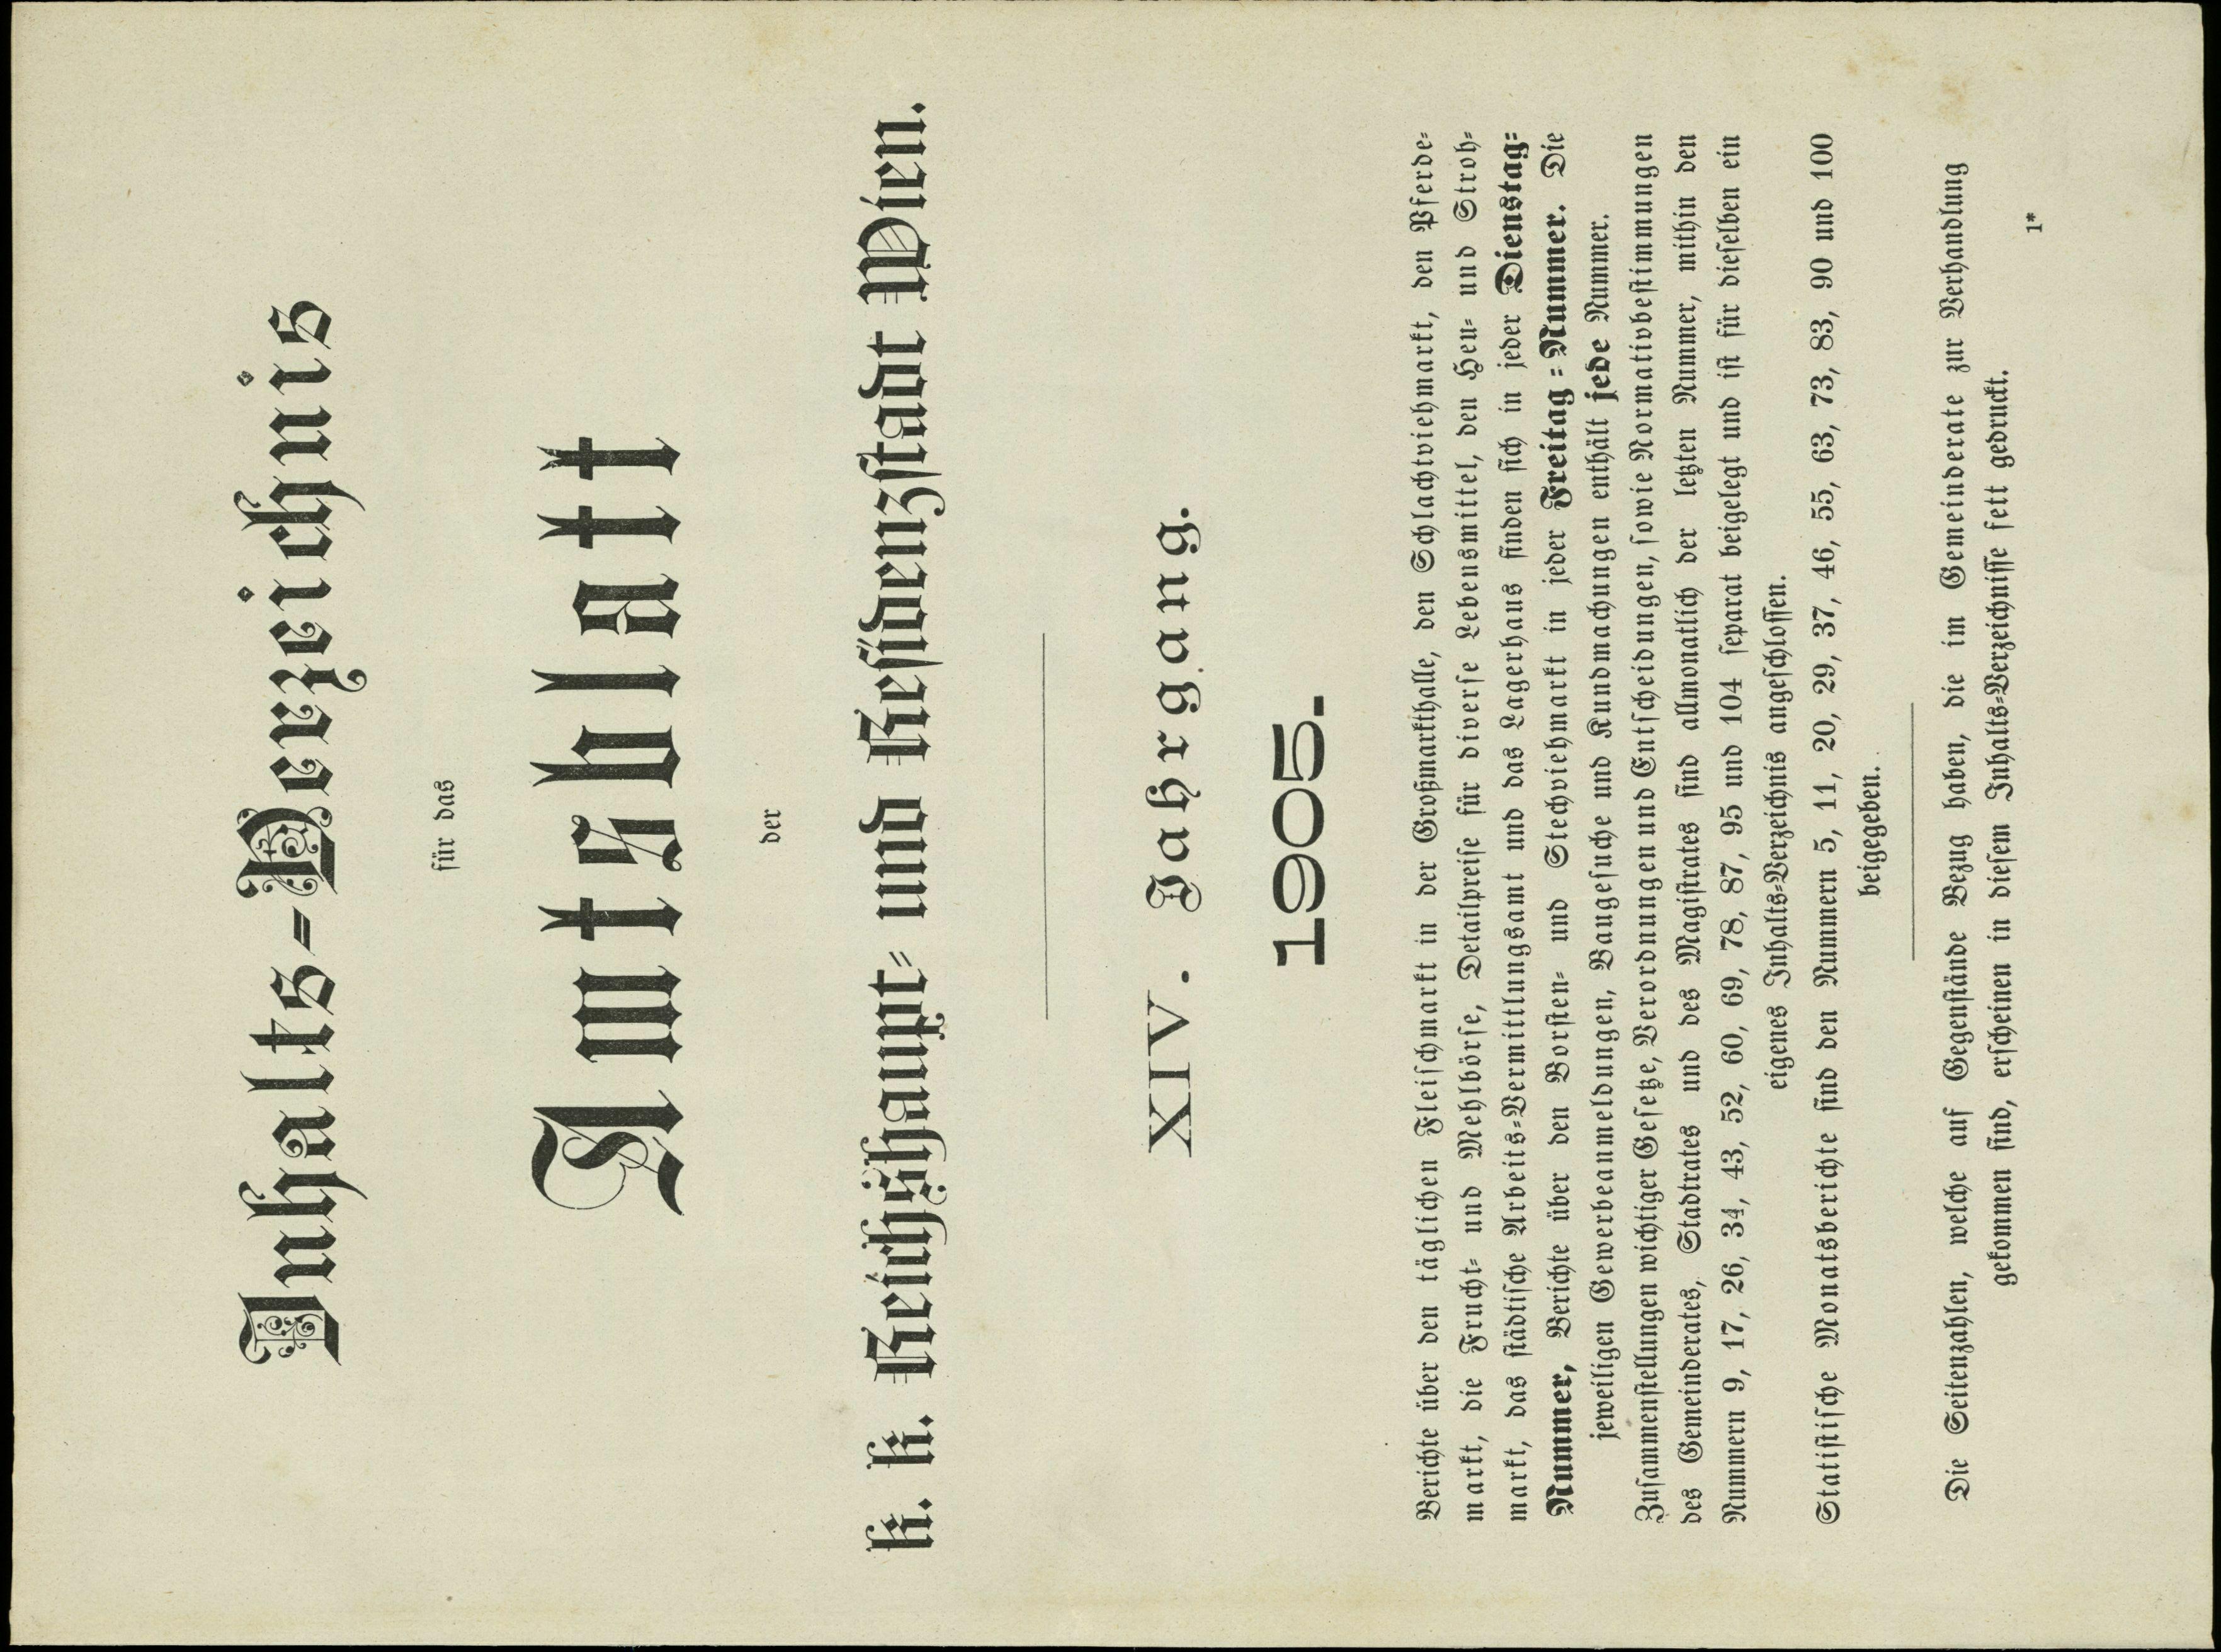 Inhalts-Verzeichnis
für das
Amtsblatt
der
k. k. Reichshaupt- und Residenzstadt Wien.
XIV. Jahrgang.
1905.
Berichte über den täglichen Fleischmarkt in der Großmarkthalle, den Schlachtviehmarkt, den Pferde-
markt, die Frucht- und Mehlbörse, Detailpreise für diverse Lebensmittel, den Heu- und Stroh-
markt, das städtische Arbeits-Vermittlungsamt und das Lagerhaus finden sich in jeder Dienstag-
Nummer, Berichte über den Borsten- und Stechviehmarkt in jeder Freitag-Nummer. Die
jeweiligen Gewerbeanmeldungen, Baugesuche und Kundmachungen enthält jede Nummer.
Zusammenstellungen wichtiger Gesetze, Verordnungen und Entscheidungen, sowie Normativbestimmungen
des Gemeinderates, Stadtrates und des Magistrates sind allmonatlich der letzten Nummer, mithin den
Nummern 9, 17, 26, 34, 43, 52, 60, 69, 78, 87, 95 und 104 separat beigelegt und ist für dieselben ein
eigenes Inhalts-Verzeichnis angeschlossen.
Statistische Monatsberichte sind den Nummern 5, 11, 20, 29, 37, 46, 55, 63, 73, 83, 90 und 100
beigegeben.
Die Seitenzahlen, welche auf Gegenstände Bezug haben, die im Gemeinderate zur Verhandlung
gekommen sind, erscheinen in diesem Inhalts-Verzeichnisse fett gedruckt.
1*